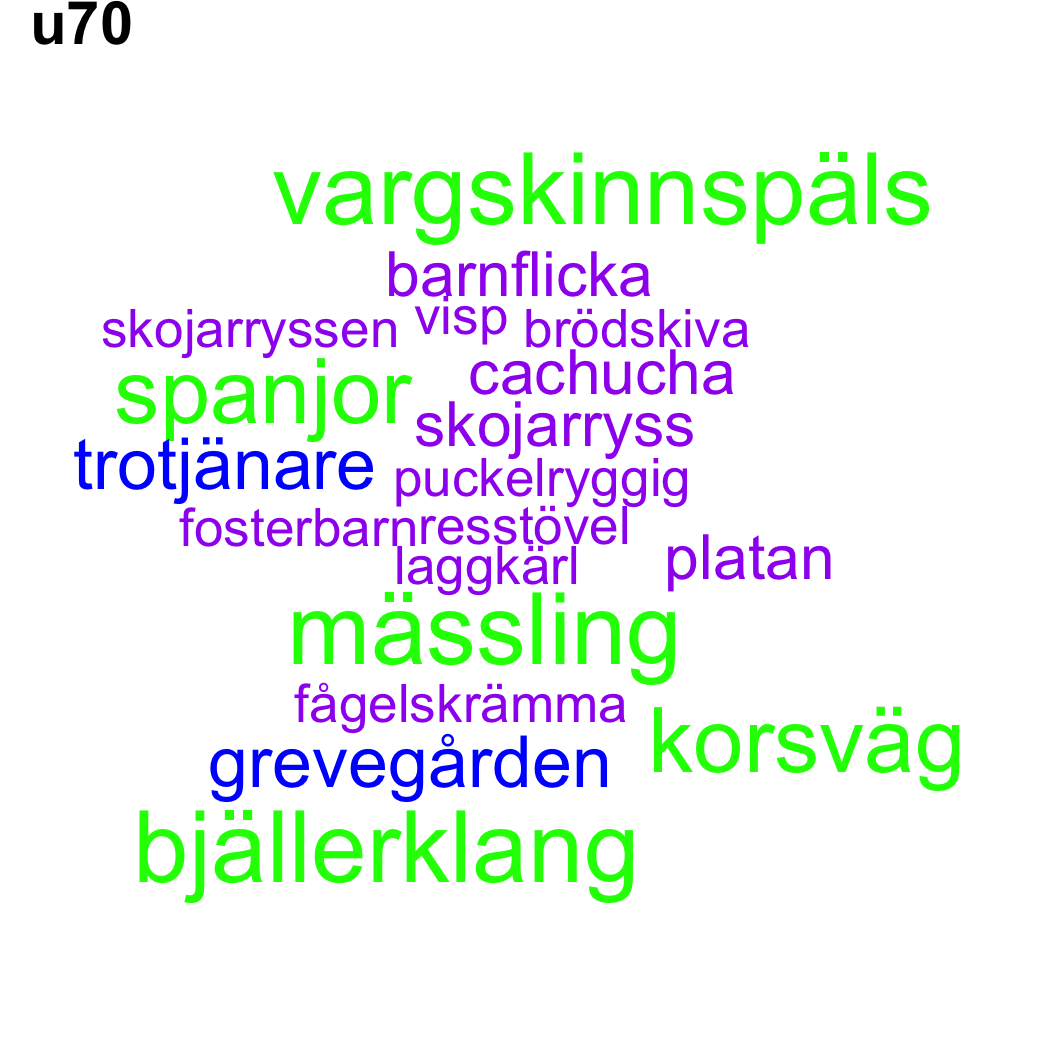 u70
vargskinnspäls
barnflicka
skojarryssen visp brödskiva
spanjor cachucha
skojarryss
trotjänare puckelryggig
fosterbarn resstövel
laggkärl platan
mässling
fågelskrämma
grevegården korsväg
bjällerklang